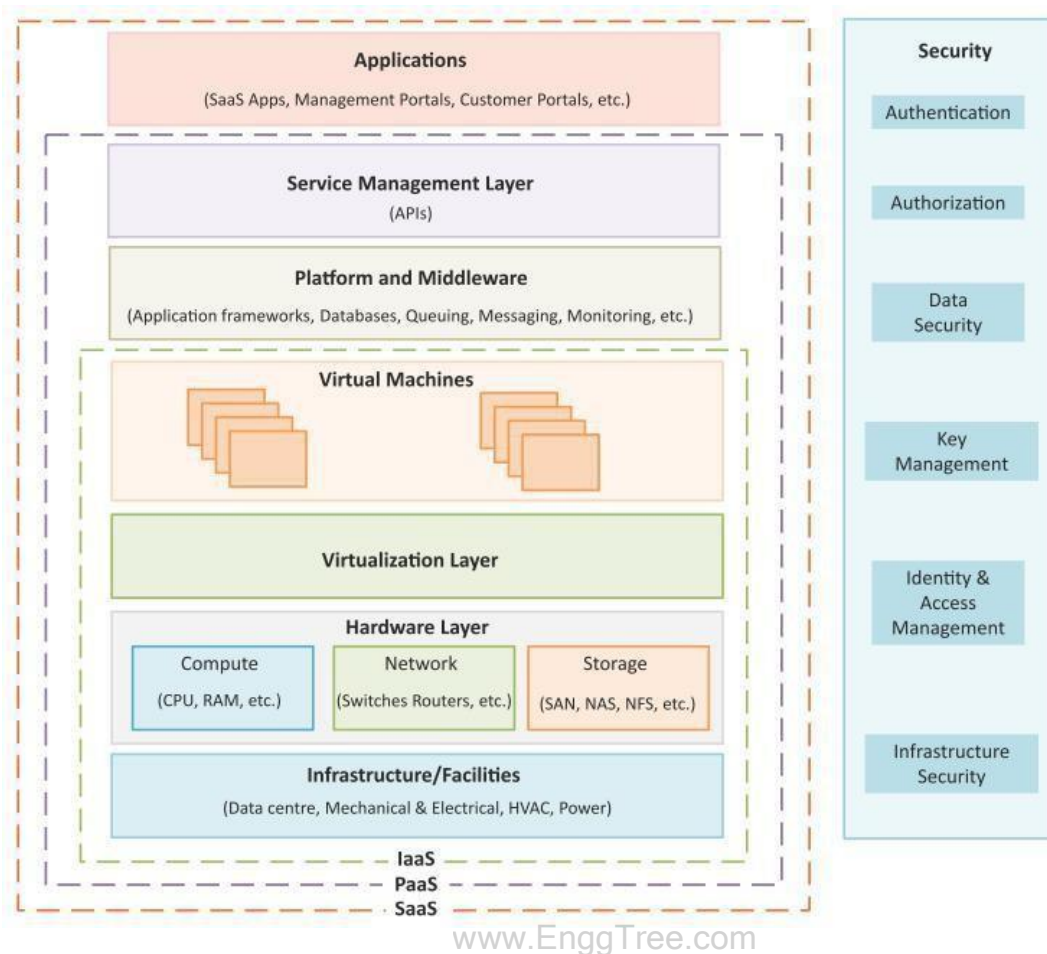 Applications
(SaaS Apps, Management Portals, Customer Portals, etc.)
Service Management Layer
(APIs)
Platform and Middleware
(Application frameworks, Databases, Queuing, Messaging, Monitoring, etc.)
Virtual Machines
Virtualization Layer
Hardware Layer
Compute
(CPU, RAM, etc.)
Network
(Switches Routers, etc.)
Storage
(SAN, NAS, NFS, etc.)
Infrastructure/Facilities
(Data centre, Mechanical & Electrical, HVAC, Power)
IaaS
PaaS
SaaS
Security
Authentication
Authorization
Data
Security
Key
Management
Identity &
Access
Management
Infrastructure
Security
www.EnggTree.com